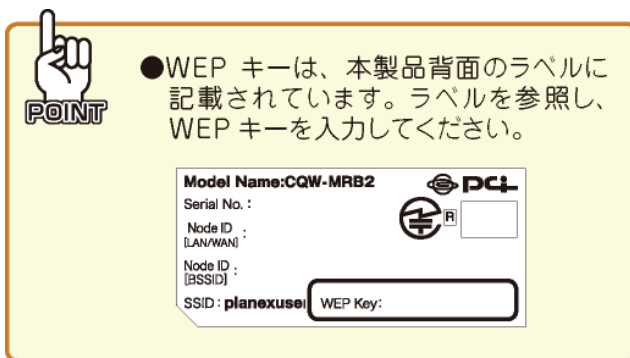 POINT
●WEP キーは、本製品背面のラベルに
記載されています。ラベルを参照し、
WEP キーを入力してください。
Model Name:CQW-MRB2
PCi
Serial No. :
R
Node ID :
[LAN/WAN]
Node ID :
[BSSID]
SSID : planexuser
WEP Key: